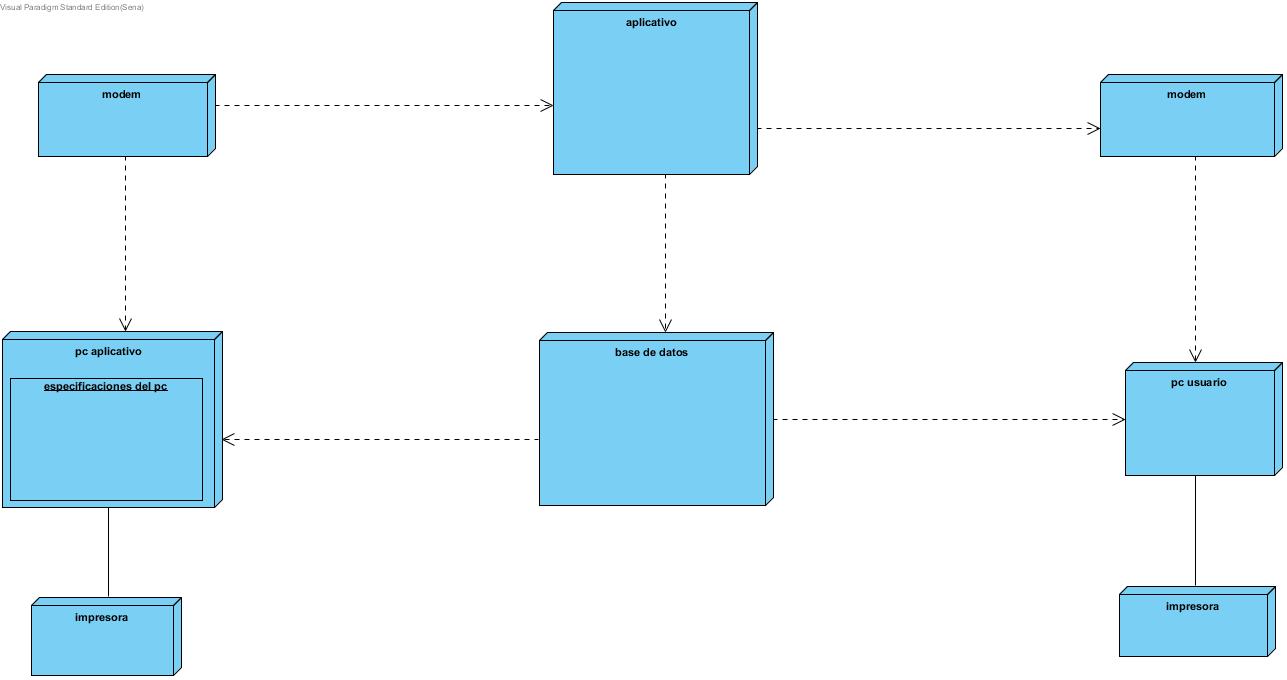 Visual Paradigm Standard Edition(Sena)
aplicativo
modem
modem
pc aplicativo
especificaciones del pc
base de datos
pc usuario
impresora
impresora